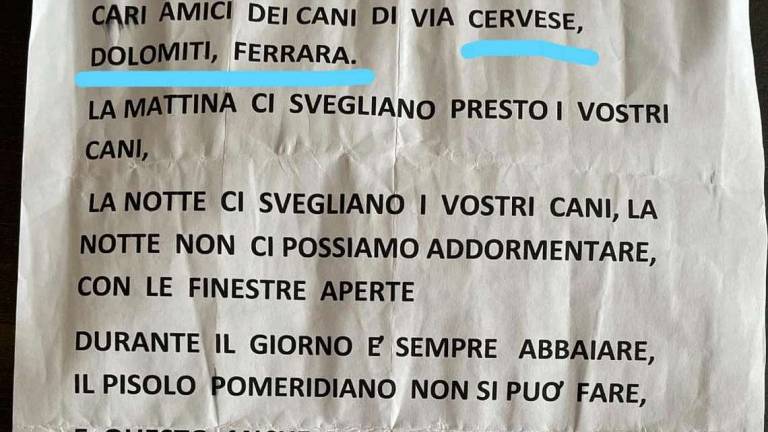 CARI AMICI DEI CANI DI VIA CERVESE,
DOLOMITI, FERRARA.
LA MATTINA CI SVEGLIANO PRESTO I VOSTRI
CANI,
LA NOTTE CI SVEGLIANO I VOSTRI CANI, LA
NOTTE NON CI POSSIAMO ADDORMENTARE,
CON LE FINESTRE APERTE
DURANTE IL GIORNO E' SEMPRE ABBAIARE,
IL PISOLO POMERIDIANO NON SI PUO' FARE,